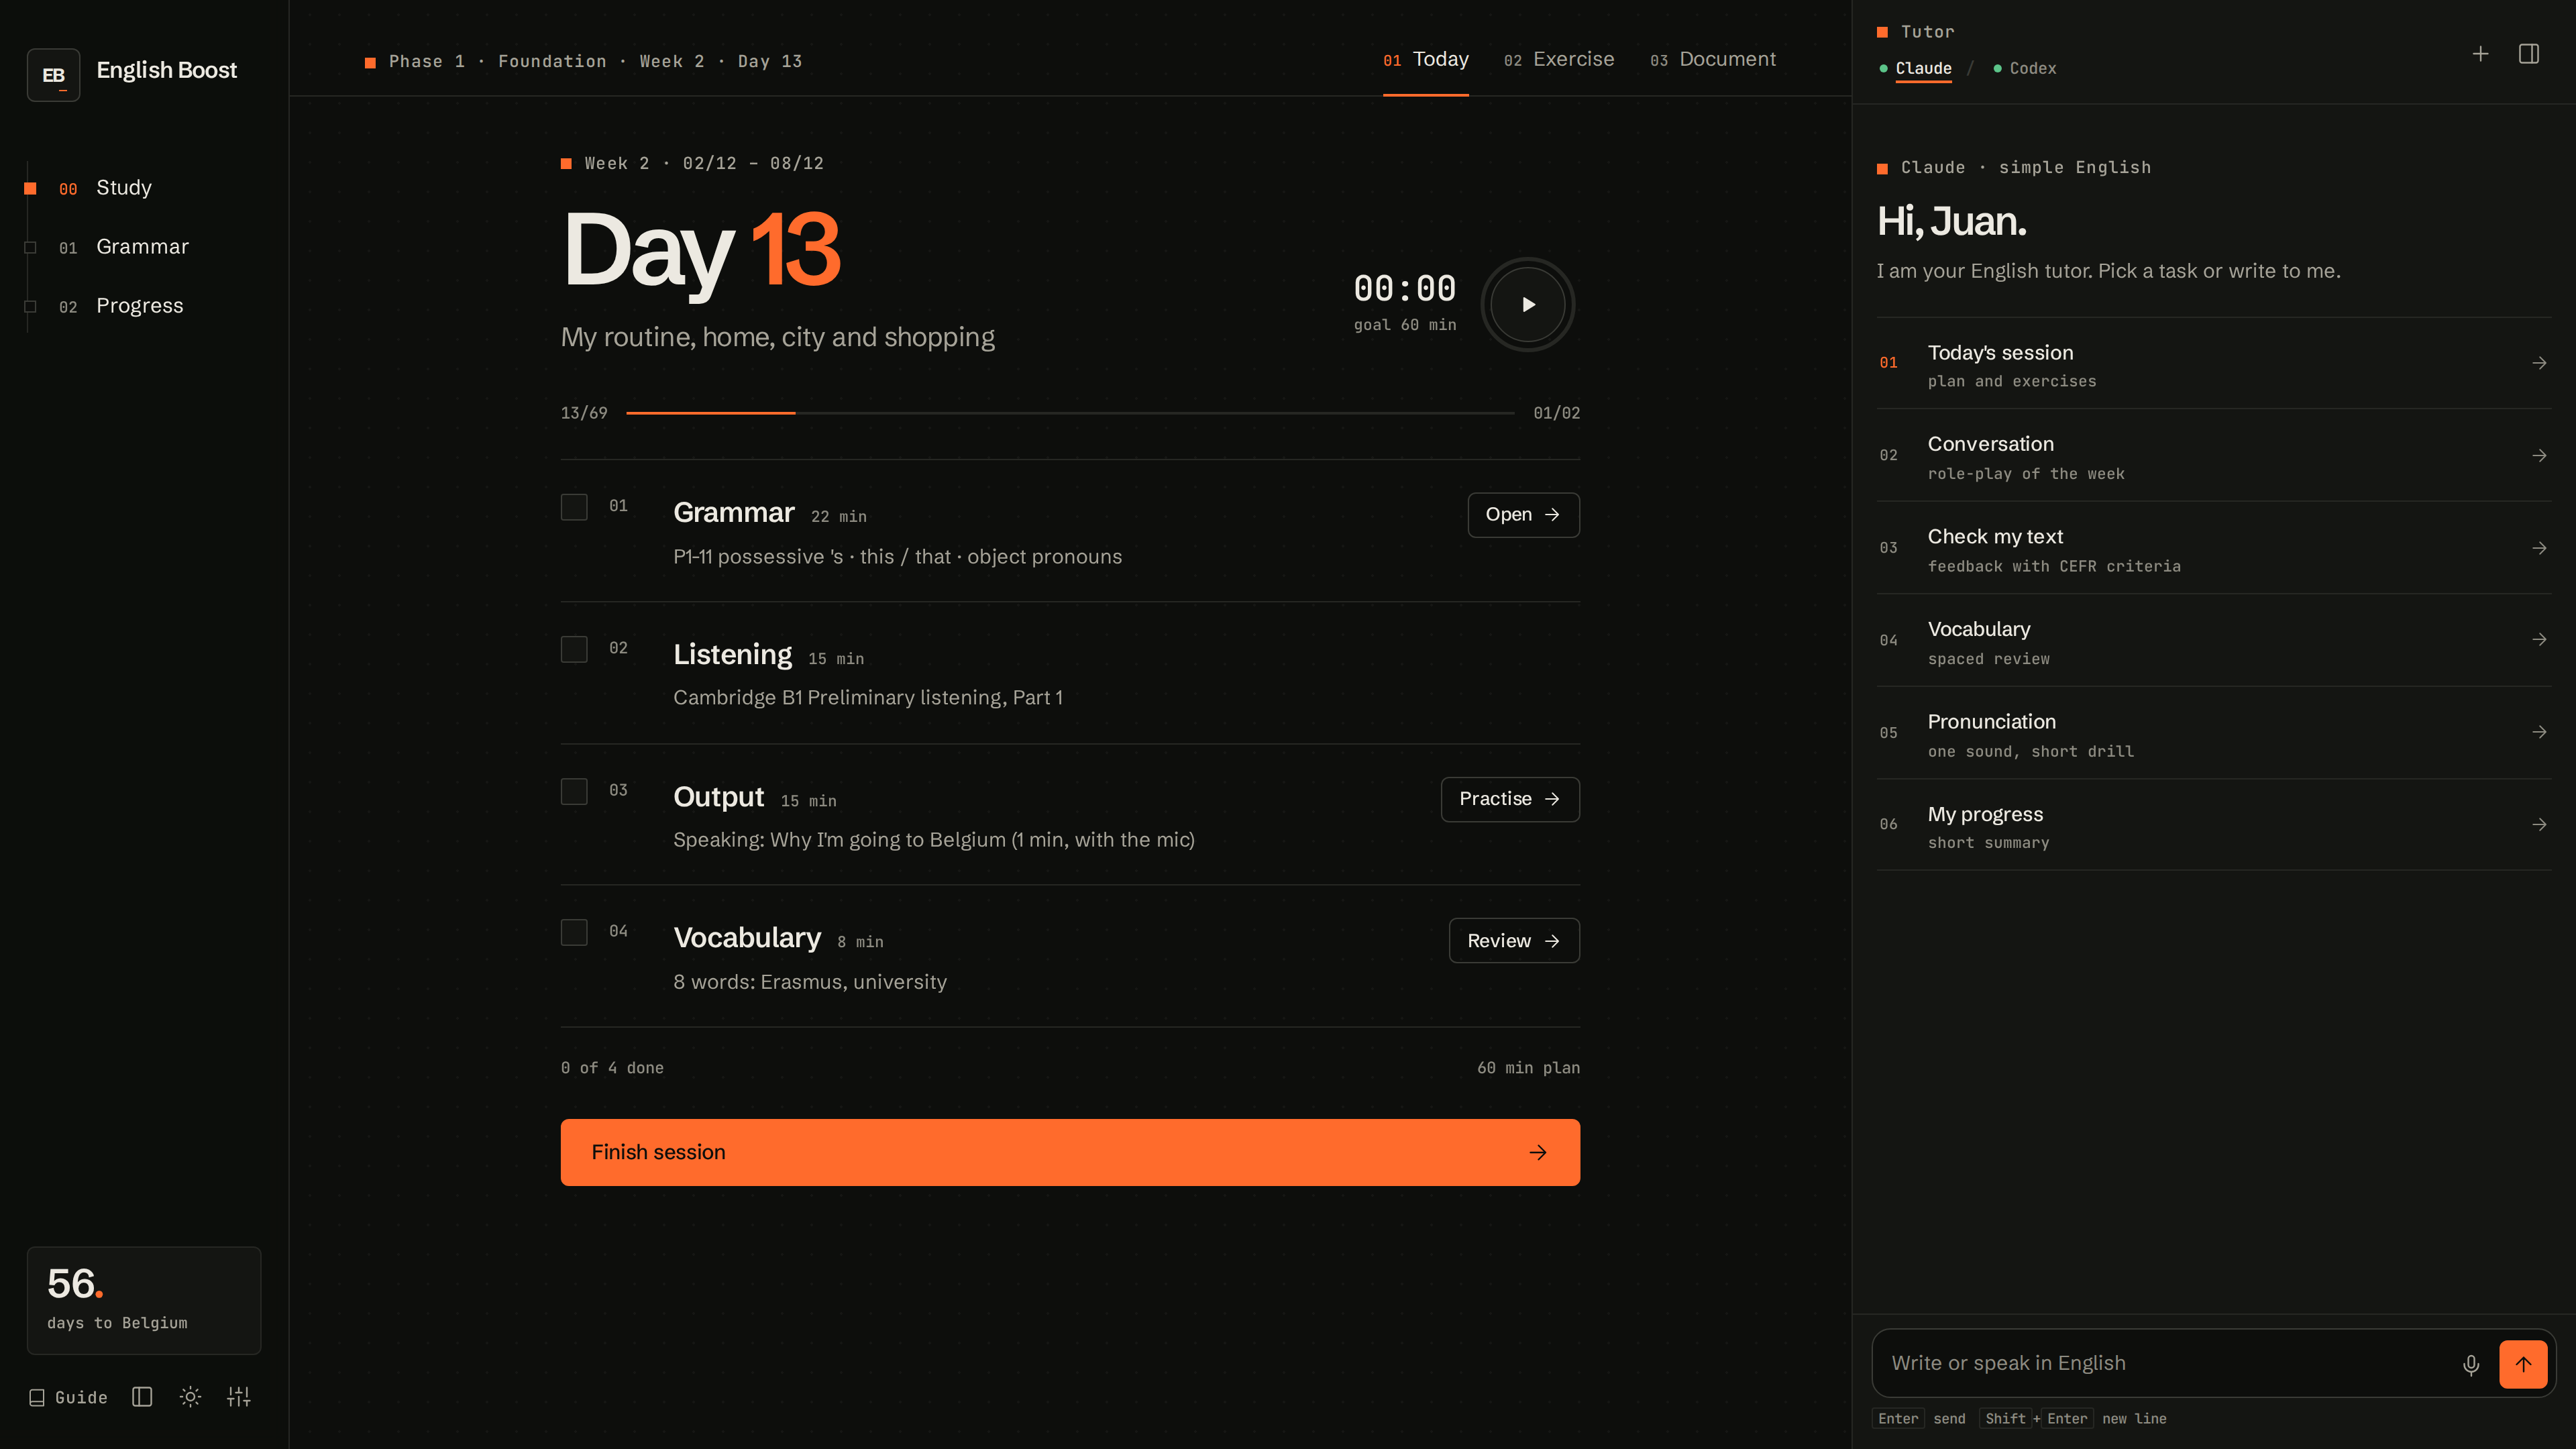 EB
English Boost
00 Study
01 Grammar
02 Progress
56.
days to Belgium
Guide
Phase 1 · Foundation · Week 2 · Day 13
01 Today 02 Exercise 03 Document
Week 2 · 02/12 – 08/12
Day 13
My routine, home, city and shopping
00:00
goal 60 min
13/69 01/02
01 Grammar 22 min Open →
P1-11 possessive 's · this / that · object pronouns
02 Listening 15 min
Cambridge B1 Preliminary listening, Part 1
03 Output 15 min Practise →
Speaking: Why I'm going to Belgium (1 min, with the mic)
04 Vocabulary 8 min Review →
8 words: Erasmus, university
0 of 4 done 60 min plan
Finish session →
Tutor
Claude / Codex
Claude · simple English
Hi, Juan.
I am your English tutor. Pick a task or write to me.
01 Today's session →
plan and exercises
02 Conversation →
role-play of the week
03 Check my text →
feedback with CEFR criteria
04 Vocabulary →
spaced review
05 Pronunciation →
one sound, short drill
06 My progress →
short summary
Write or speak in English
Enter send Shift+Enter new line